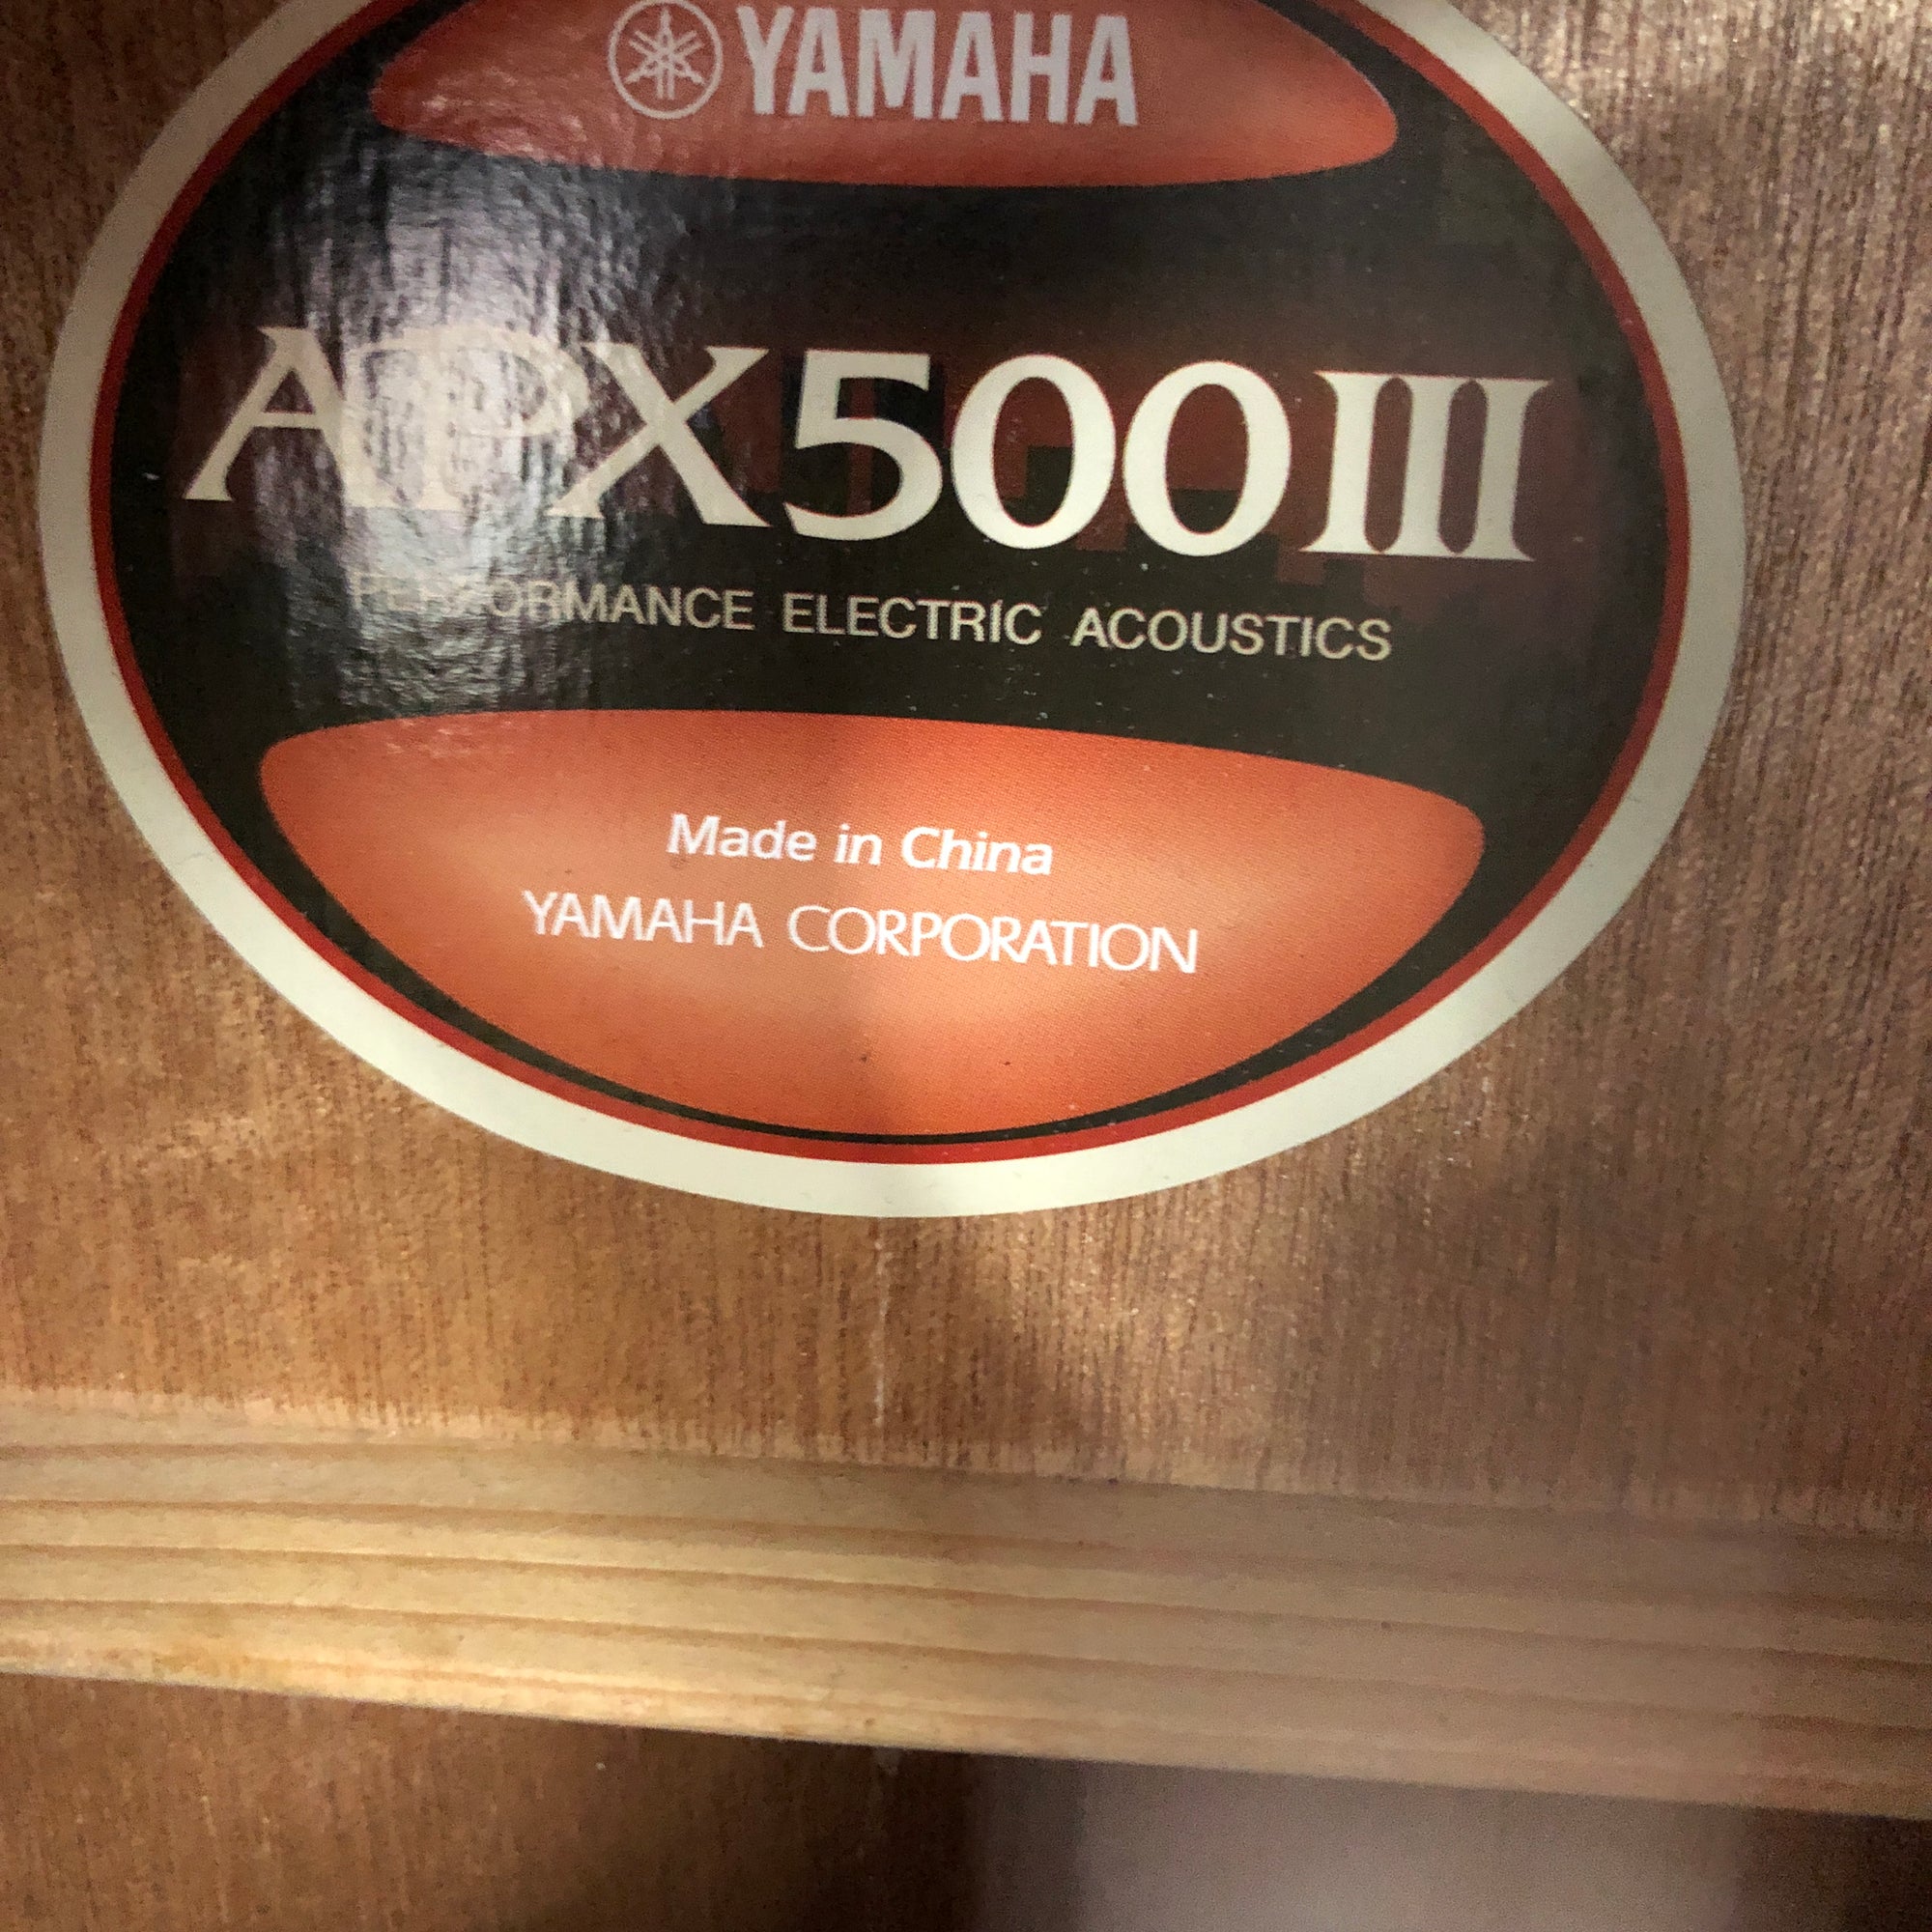 YAMAHA
APX500III
PERFORMANCE ELECTRIC ACOUSTICS
Made in China
YAMAHA CORPORATION